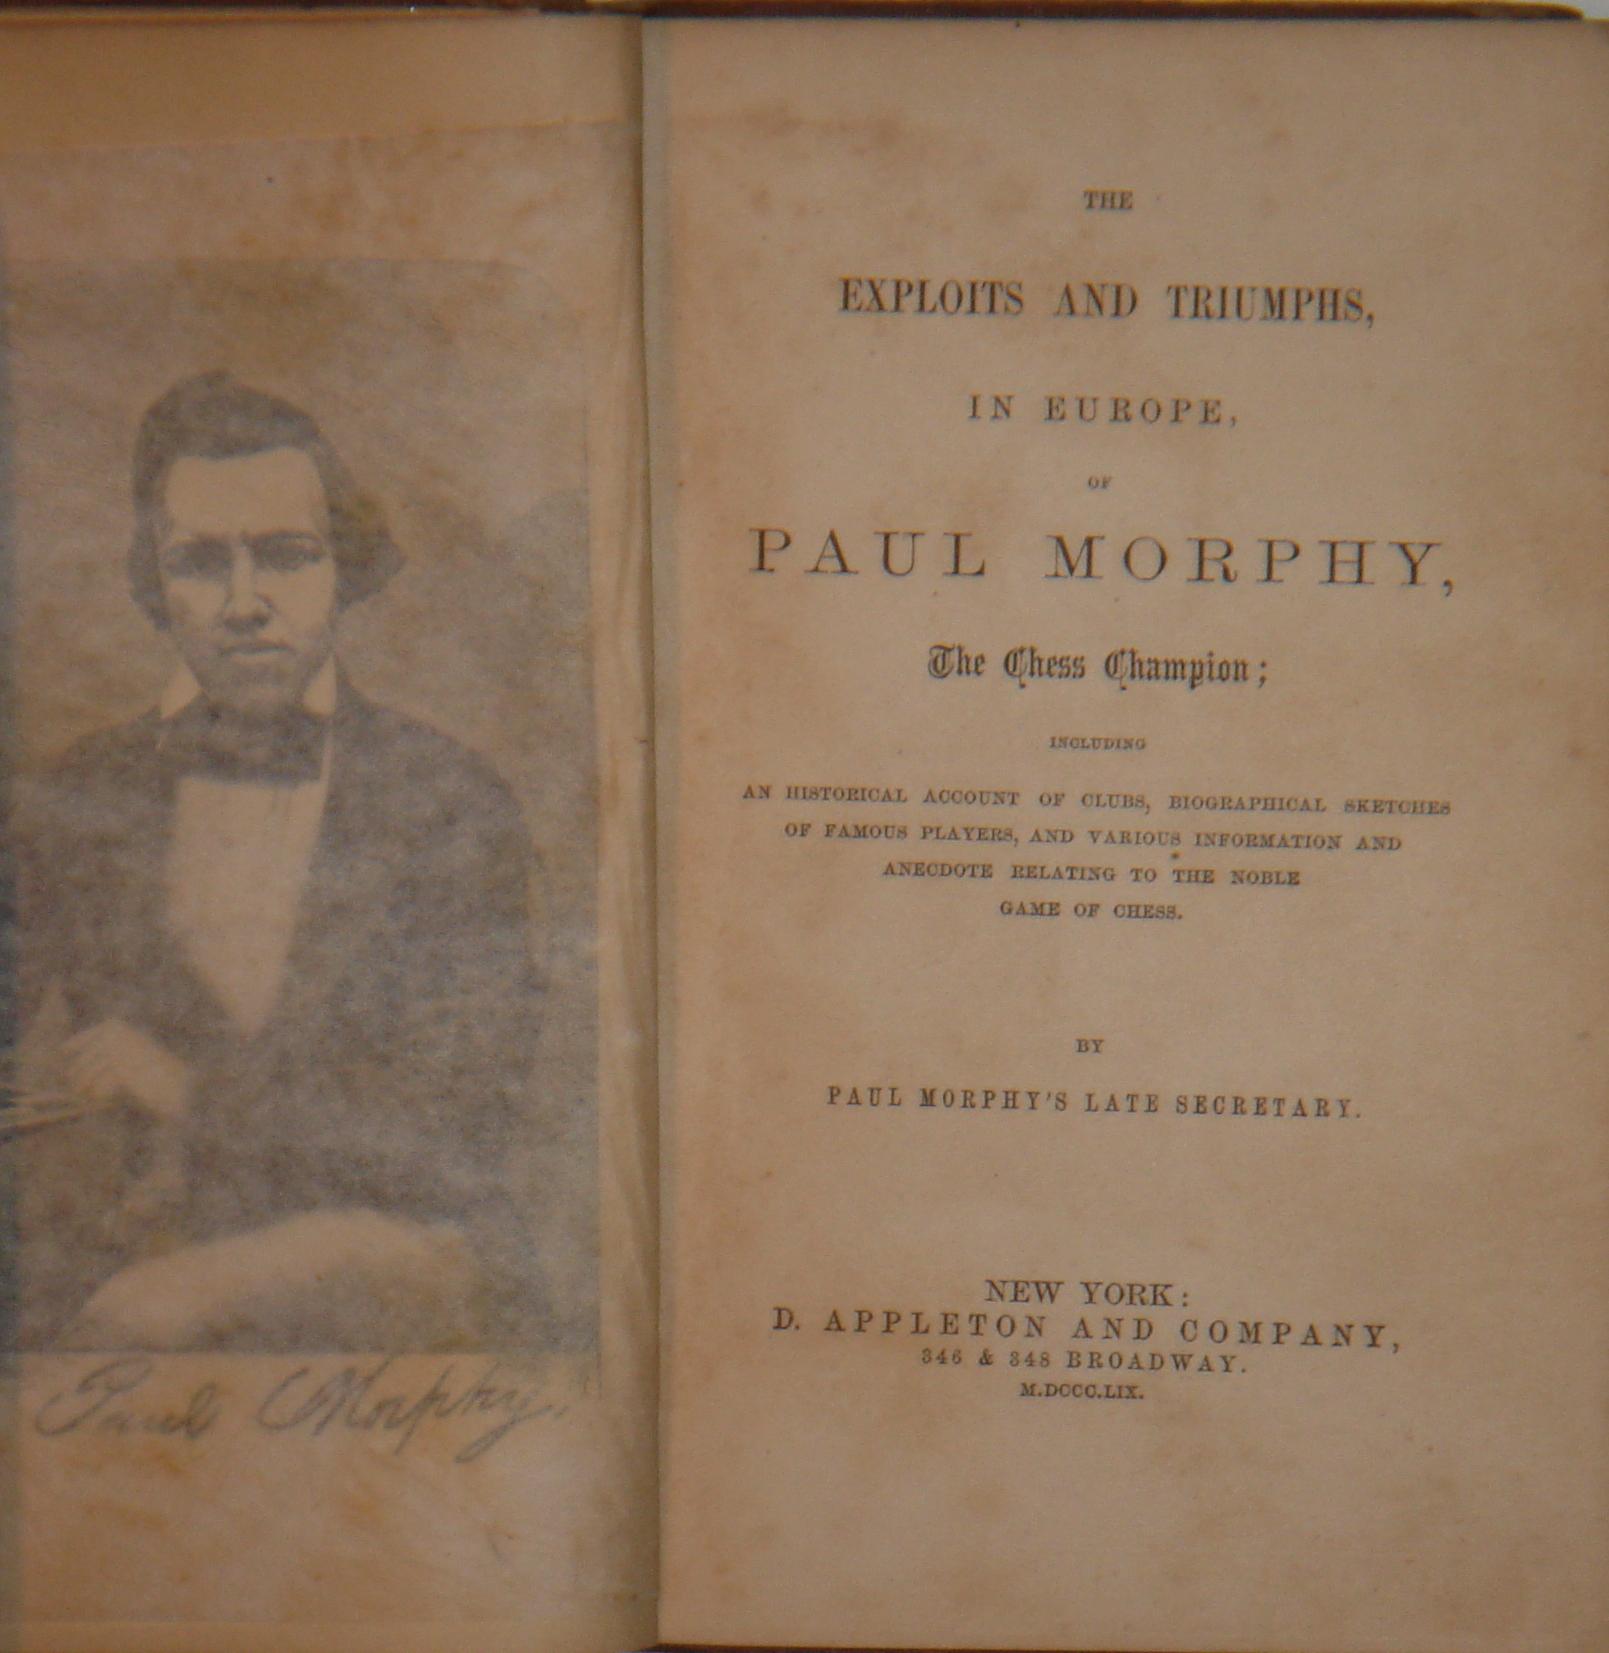 Paul Morphy.
THE
EXPLOITS AND TRIUMPHS,
IN EUROPE,
OF
PAUL MORPHY,
The Chess Champion;
INCLUDING
AN HISTORICAL ACCOUNT OF CLUBS, BIOGRAPHICAL SKETCHES
OF FAMOUS PLAYERS, AND VARIOUS INFORMATION AND
ANECDOTE RELATING TO THE NOBLE
GAME OF CHESS.
BY
PAUL MORPHY'S LATE SECRETARY.
NEW YORK:
D. APPLETON AND COMPANY,
346 & 348 BROADWAY.
M.DCCC.LIX.